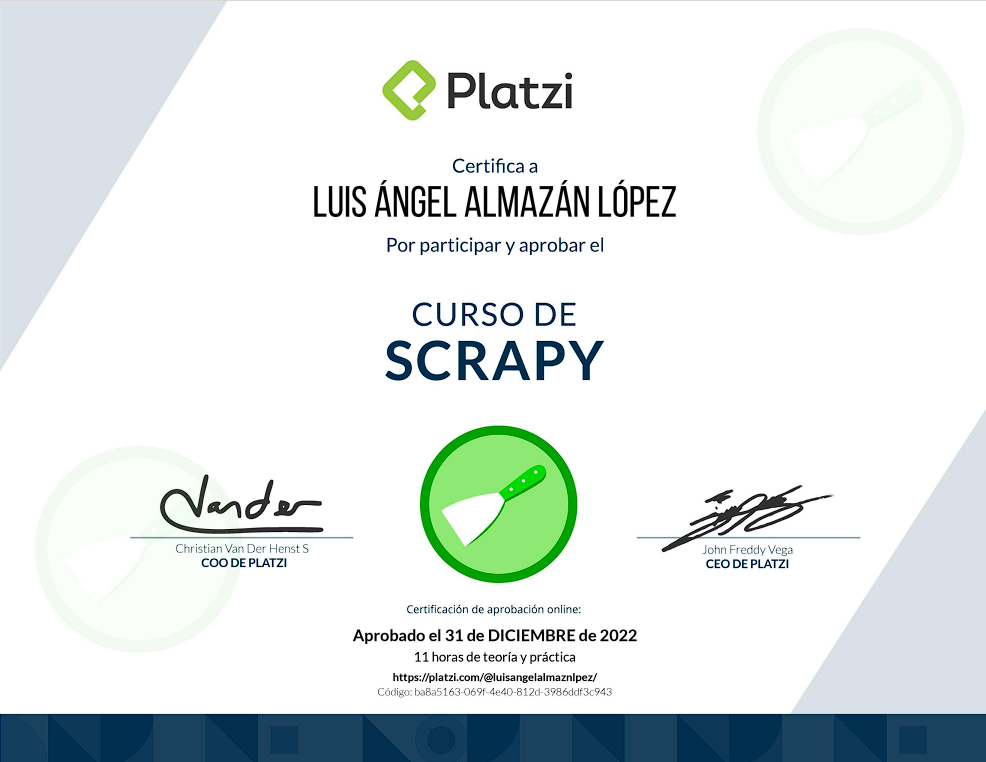 Platzi
Certifica a
LUIS ÁNGEL ALMAZÁN LÓPEZ
Por participar y aprobar el
CURSO DE
SCRAPY
Vander
Christian Van Der Henst S
COO DE PLATZI
John Freddy Vega
CEO DE PLATZI
Certificación de aprobación online:
Aprobado el 31 de DICIEMBRE de 2022
11 horas de teoría y práctica
https://platzi.com/@luisangelalmaznlpez/
Código: ba8a5163-069f-4e40-812d-3986ddf3c943